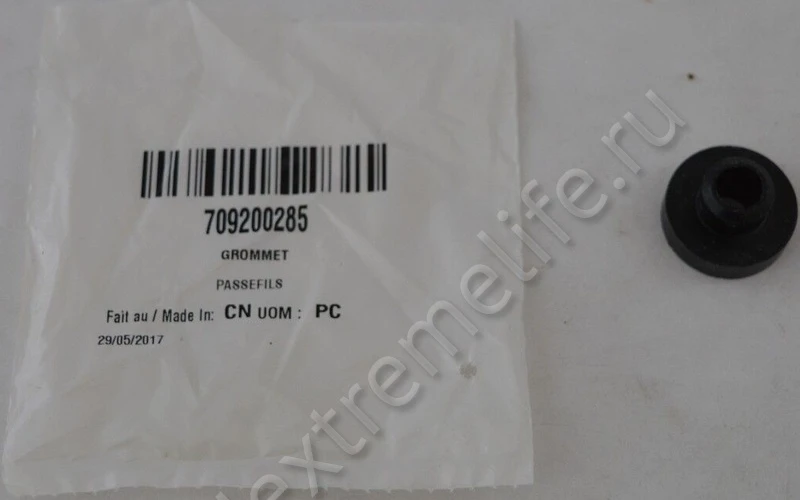 709200285
GROMMET
PASSEFILS
Fait au / Made In: CN UOM : PC
29/05/2017
extremelife.ru